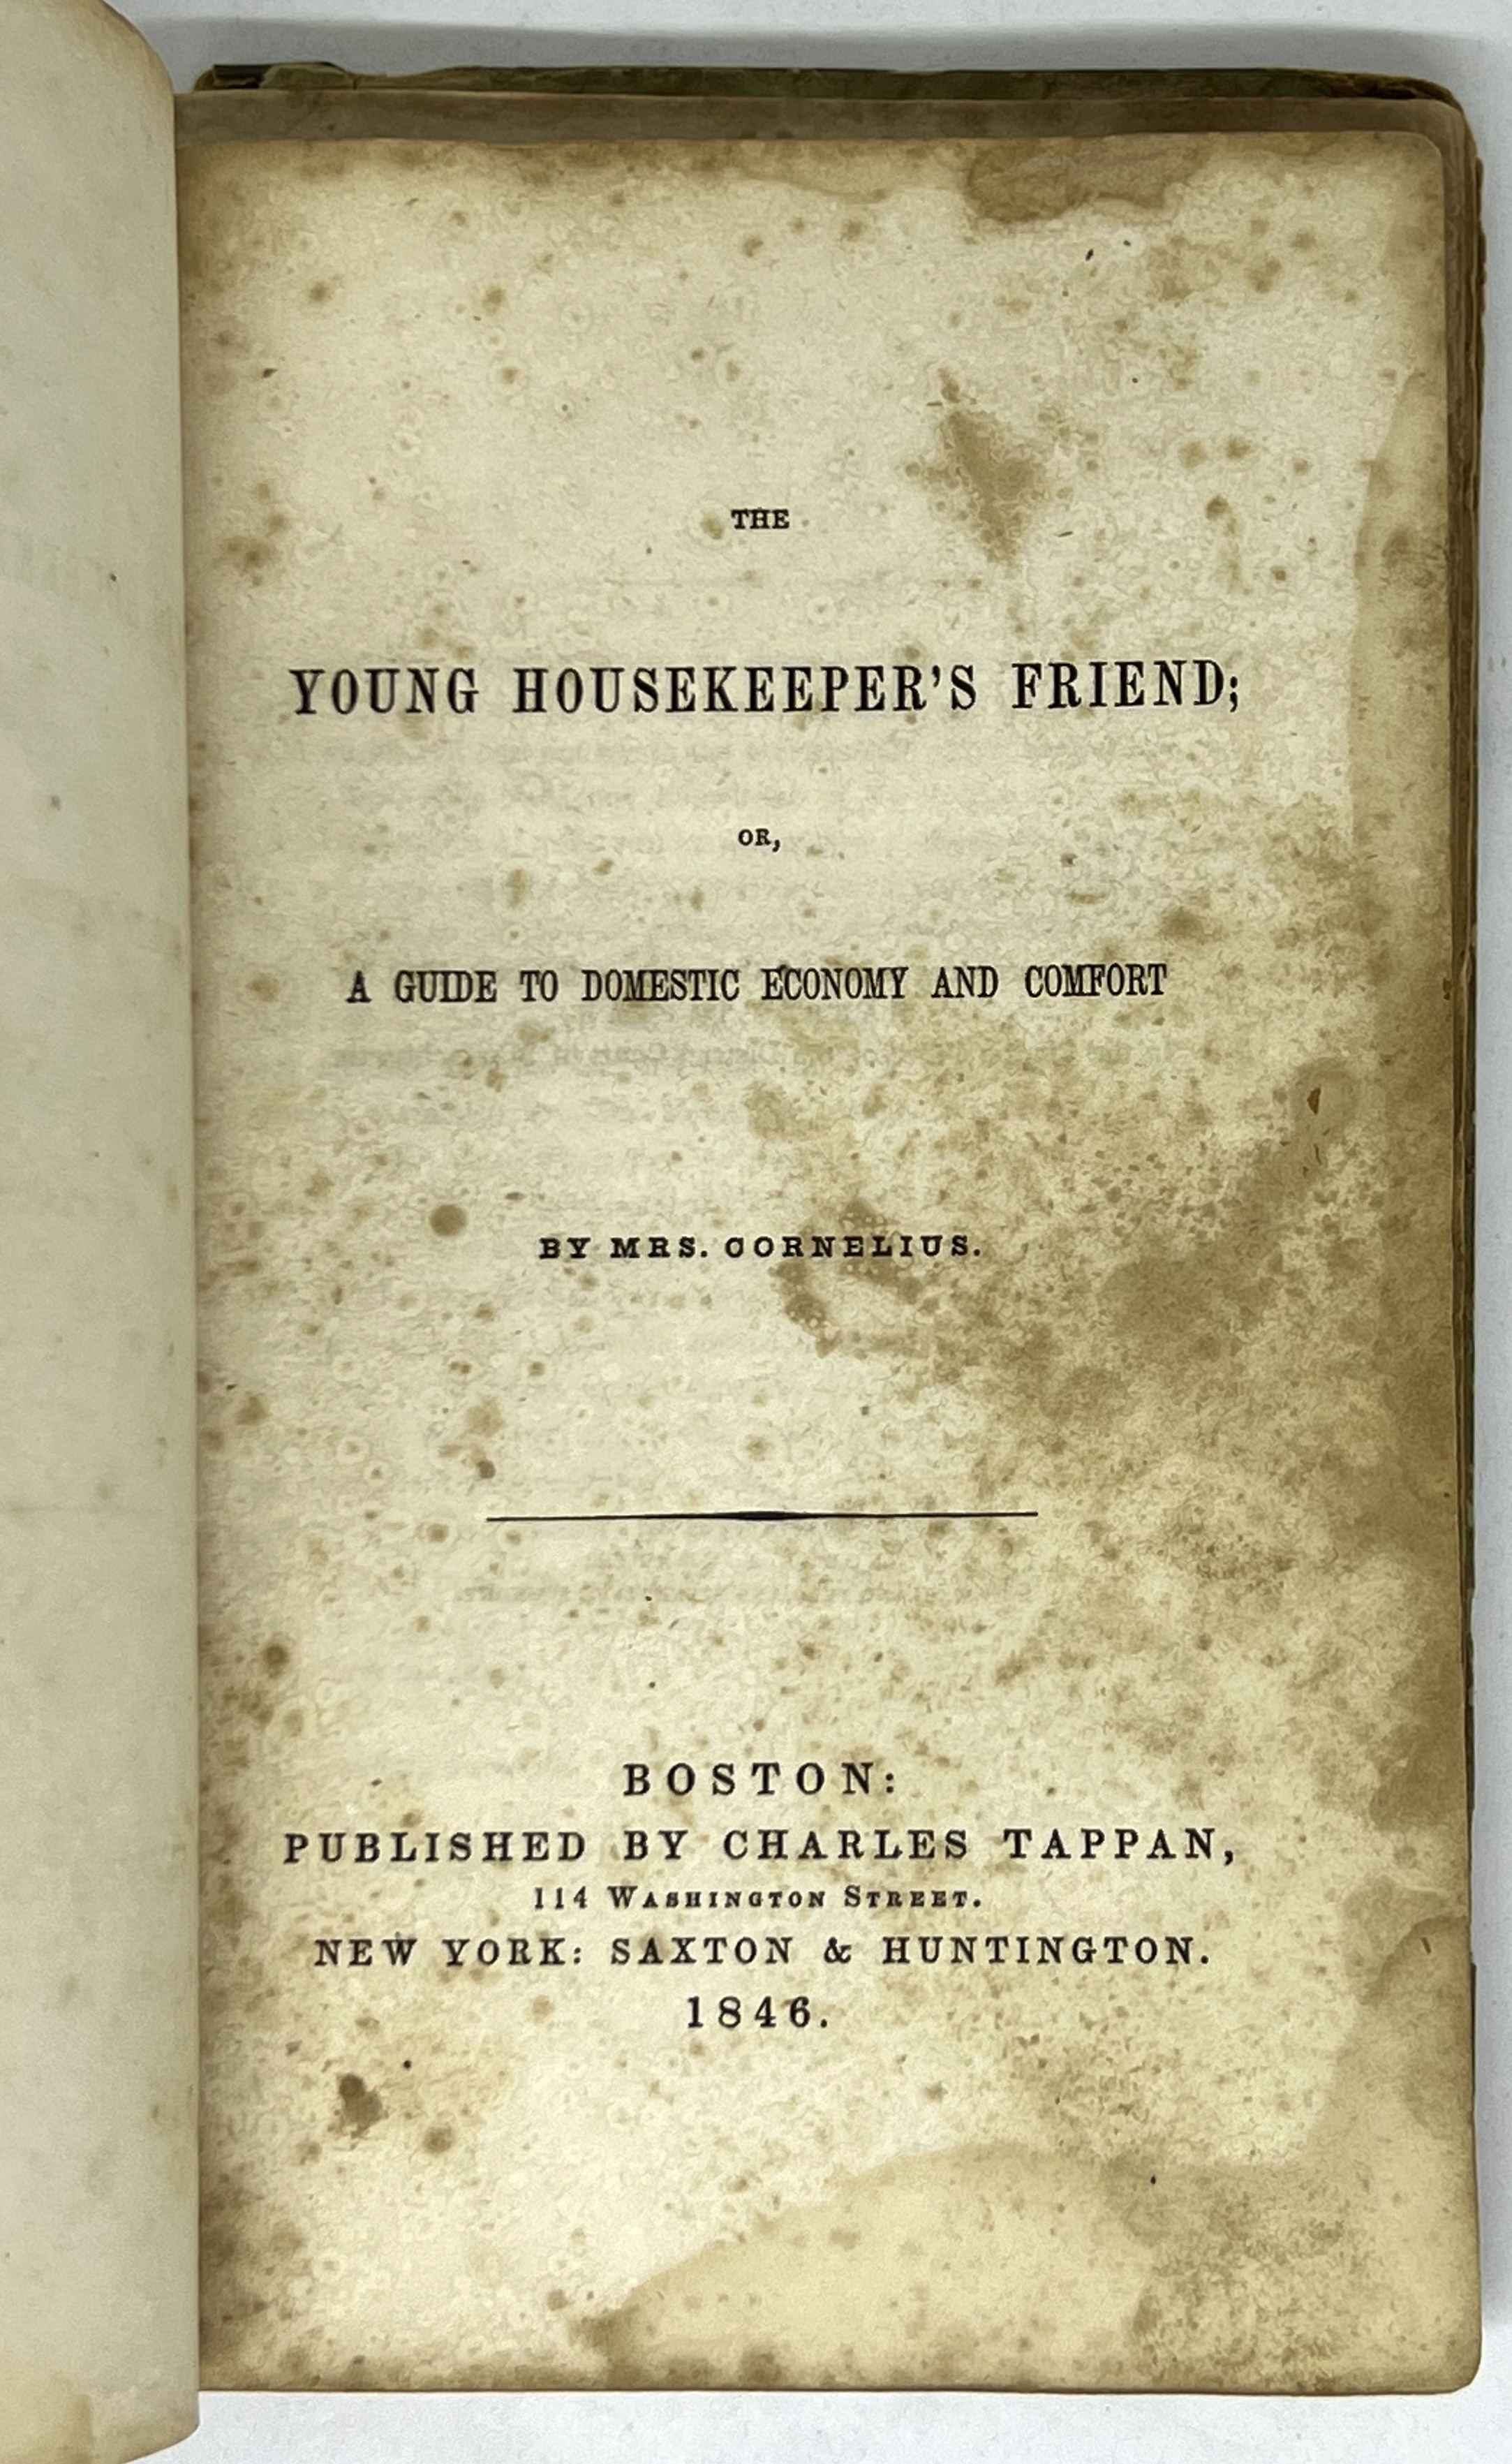 THE
YOUNG HOUSEKEEPER'S FRIEND;
OR,
A GUIDE TO DOMESTIC ECONOMY AND COMFORT
BY MRS. CORNELIUS.
BOSTON:
PUBLISHED BY CHARLES TAPPAN,
114 WASHINGTON STREET.
NEW YORK: SAXTON & HUNTINGTON.
1846.